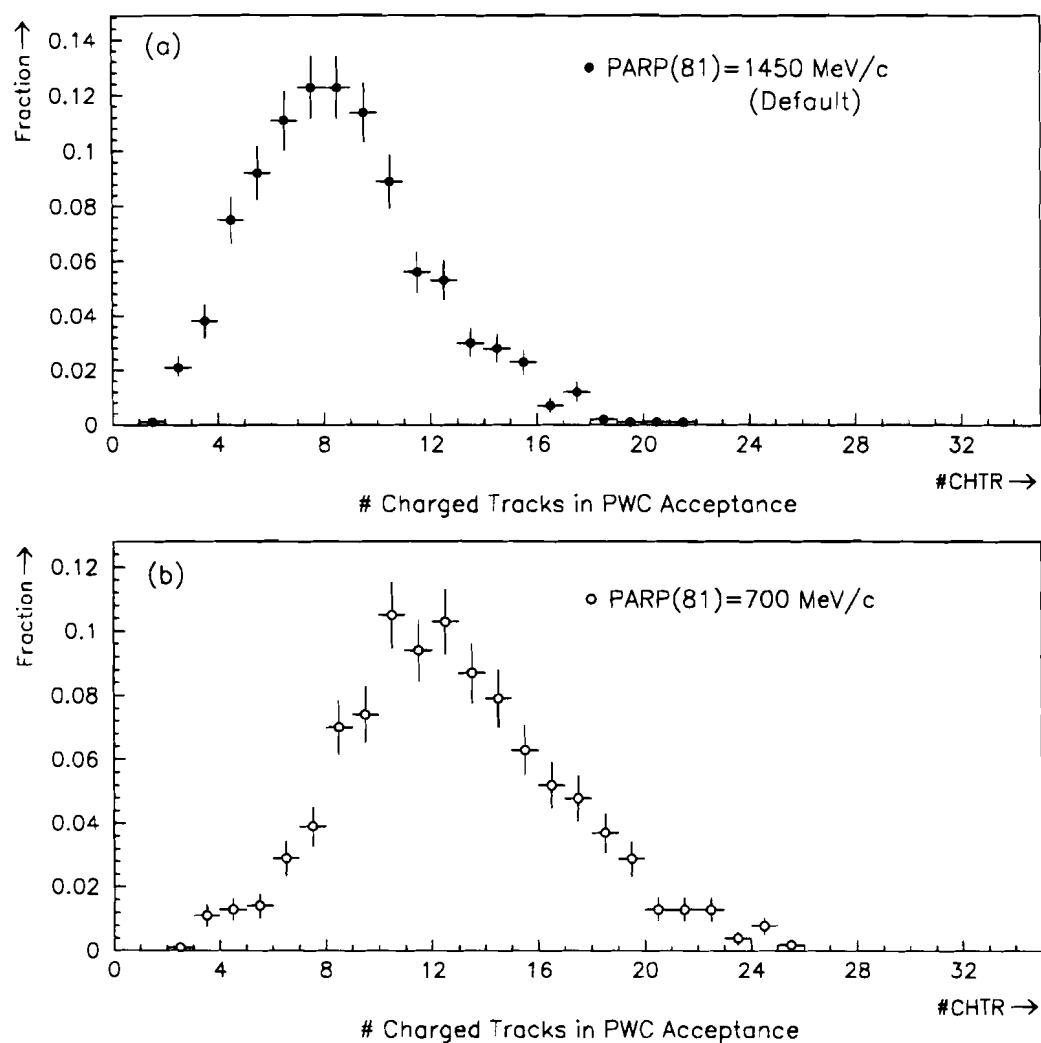 Fraction →
(a)
● PARP(81)=1450 MeV/c
(Default)
0.14
0.12
0.1
0.08
0.06
0.04
0.02
0
0 4 8 12 16 20 24 28 32
#CHTR →
# Charged Tracks in PWC Acceptance
Fraction →
(b)
○ PARP(81)=700 MeV/c
0.12
0.1
0.08
0.06
0.04
0.02
0
0 4 8 12 16 20 24 28 32
#CHTR →
# Charged Tracks in PWC Acceptance